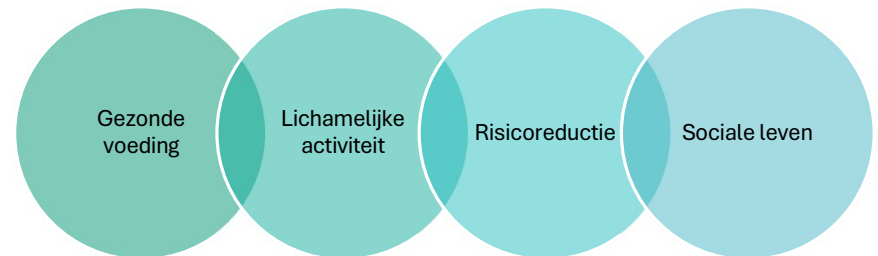 Gezonde
voeding
Lichamelijke
activiteit
Risicoreductie
Sociale leven